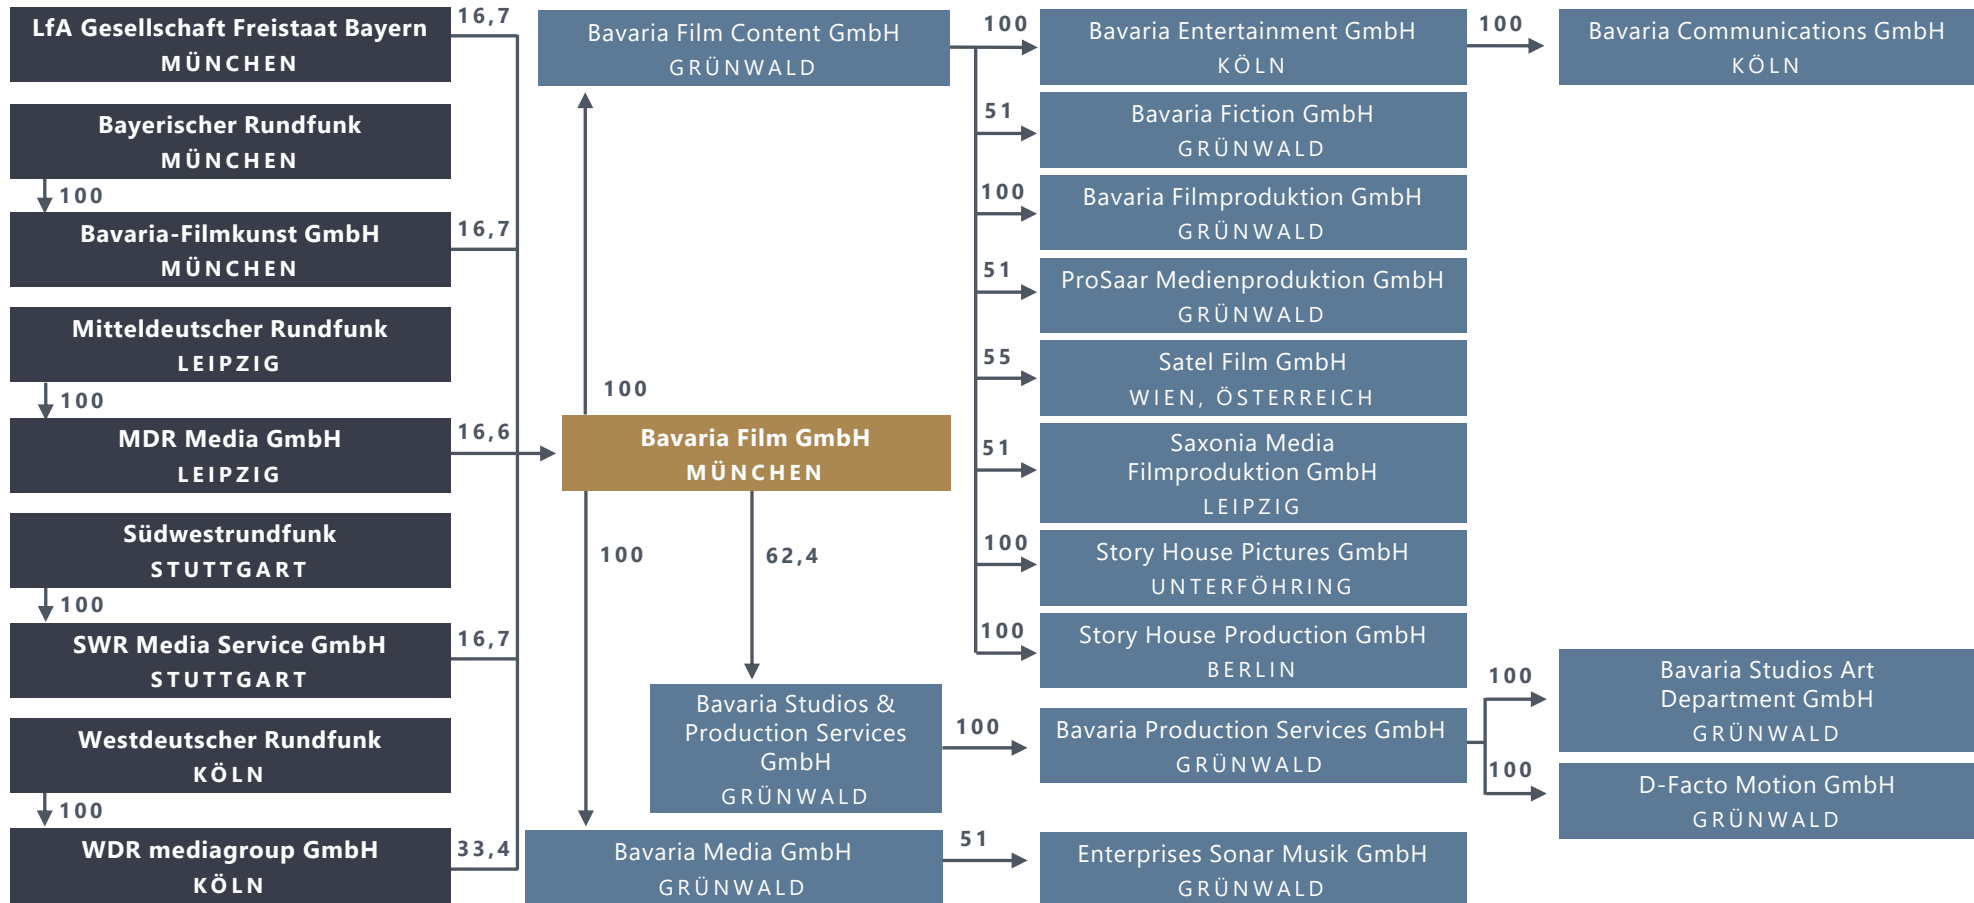 LfA Gesellschaft Freistaat Bayern
MÜNCHEN
16,7
Bayerischer Rundfunk
MÜNCHEN
100
Bavaria-Filmkunst GmbH
MÜNCHEN
16,7
Mitteldeutscher Rundfunk
LEIPZIG
100
MDR Media GmbH
LEIPZIG
16,6
Südwestrundfunk
STUTTGART
100
SWR Media Service GmbH
STUTTGART
16,7
Westdeutscher Rundfunk
KÖLN
100
WDR mediagroup GmbH
KÖLN
33,4
Bavaria Film Content GmbH
GRÜNWALD
100
Bavaria Film GmbH
MÜNCHEN
100
62,4
Bavaria Studios &
Production Services
GmbH
GRÜNWALD
Bavaria Media GmbH
GRÜNWALD
100
Bavaria Entertainment GmbH
KÖLN
100
Bavaria Communications GmbH
KÖLN
51
Bavaria Fiction GmbH
GRÜNWALD
100
Bavaria Filmproduktion GmbH
GRÜNWALD
51
ProSaar Medienproduktion GmbH
GRÜNWALD
55
Satel Film GmbH
WIEN, ÖSTERREICH
51
Saxonia Media
Filmproduktion GmbH
LEIPZIG
100
Story House Pictures GmbH
UNTERFÖHRING
100
Story House Production GmbH
BERLIN
100
Bavaria Production Services GmbH
GRÜNWALD
100
Bavaria Studios Art
Department GmbH
GRÜNWALD
100
D-Facto Motion GmbH
GRÜNWALD
51
Enterprises Sonar Musik GmbH
GRÜNWALD